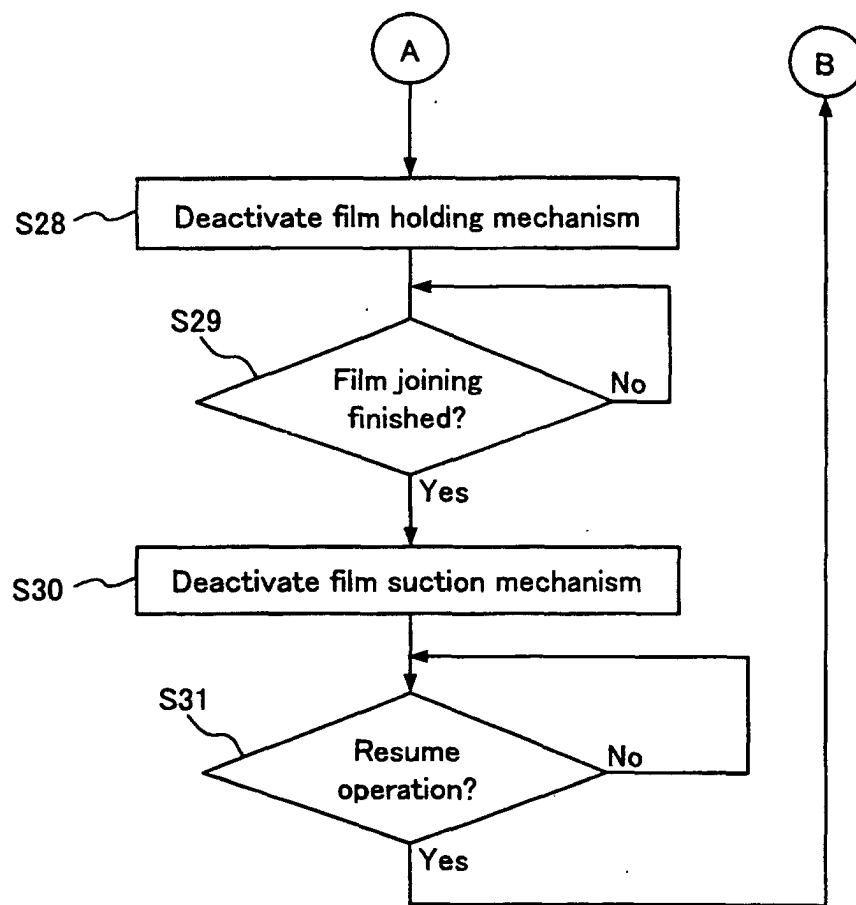 A
B
S28
Deactivate film holding mechanism
S29
Film joining
finished?
No
Yes
S30
Deactivate film suction mechanism
S31
Resume
operation?
No
Yes